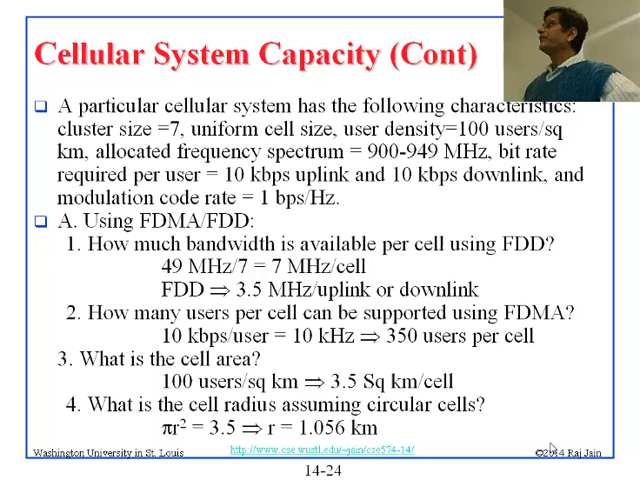 Cellular System Capacity (Cont)
❑ A particular cellular system has the following characteristics:
cluster size =7, uniform cell size, user density=100 users/sq
km, allocated frequency spectrum = 900-949 MHz, bit rate
required per user = 10 kbps uplink and 10 kbps downlink, and
modulation code rate = 1 bps/Hz.
❑ A. Using FDMA/FDD:
1. How much bandwidth is available per cell using FDD?
49 MHz/7 = 7 MHz/cell
FDD ⇒ 3.5 MHz/uplink or downlink
2. How many users per cell can be supported using FDMA?
10 kbps/user = 10 kHz ⇒ 350 users per cell
3. What is the cell area?
100 users/sq km ⇒ 3.5 Sq km/cell
4. What is the cell radius assuming circular cells?
πr² = 3.5 ⇒ r = 1.056 km
Washington University in St. Louis
http://www.cse.wustl.edu/~jain/cse574-14/
©2014 Raj Jain
14-24